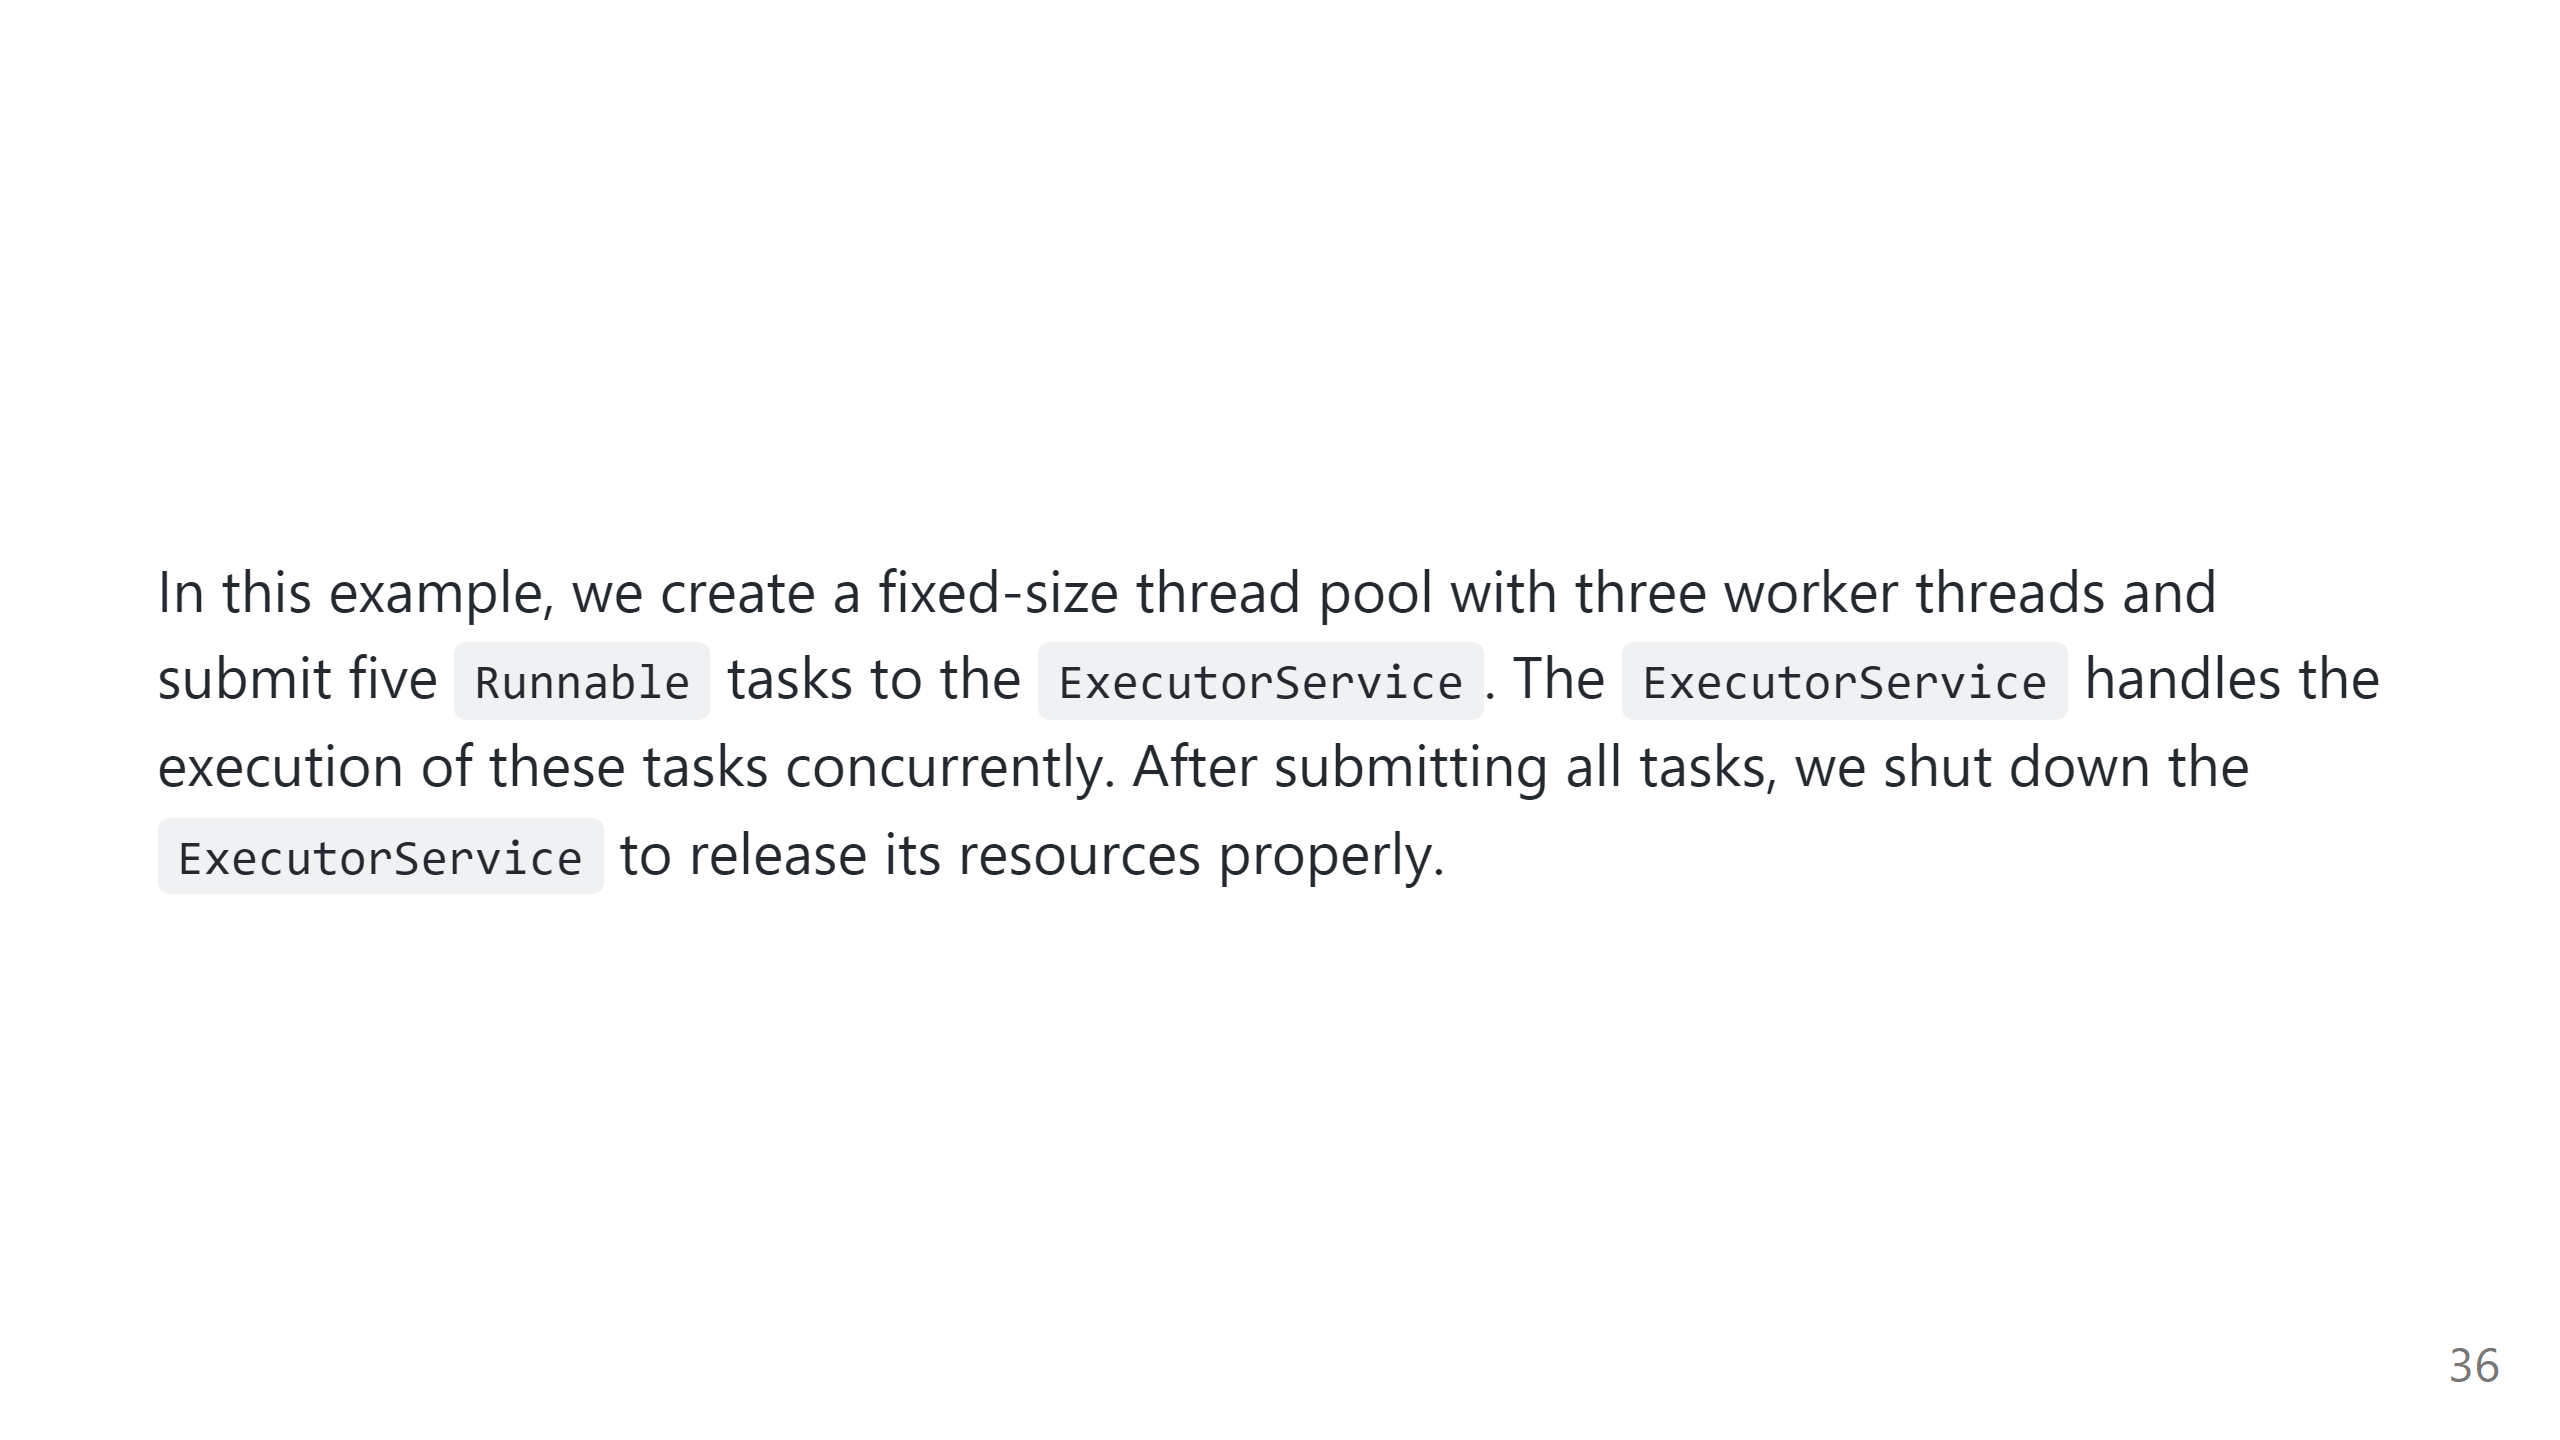 In this example, we create a fixed-size thread pool with three worker threads and
submit five Runnable tasks to the ExecutorService. The ExecutorService handles the
execution of these tasks concurrently. After submitting all tasks, we shut down the
ExecutorService to release its resources properly.
36